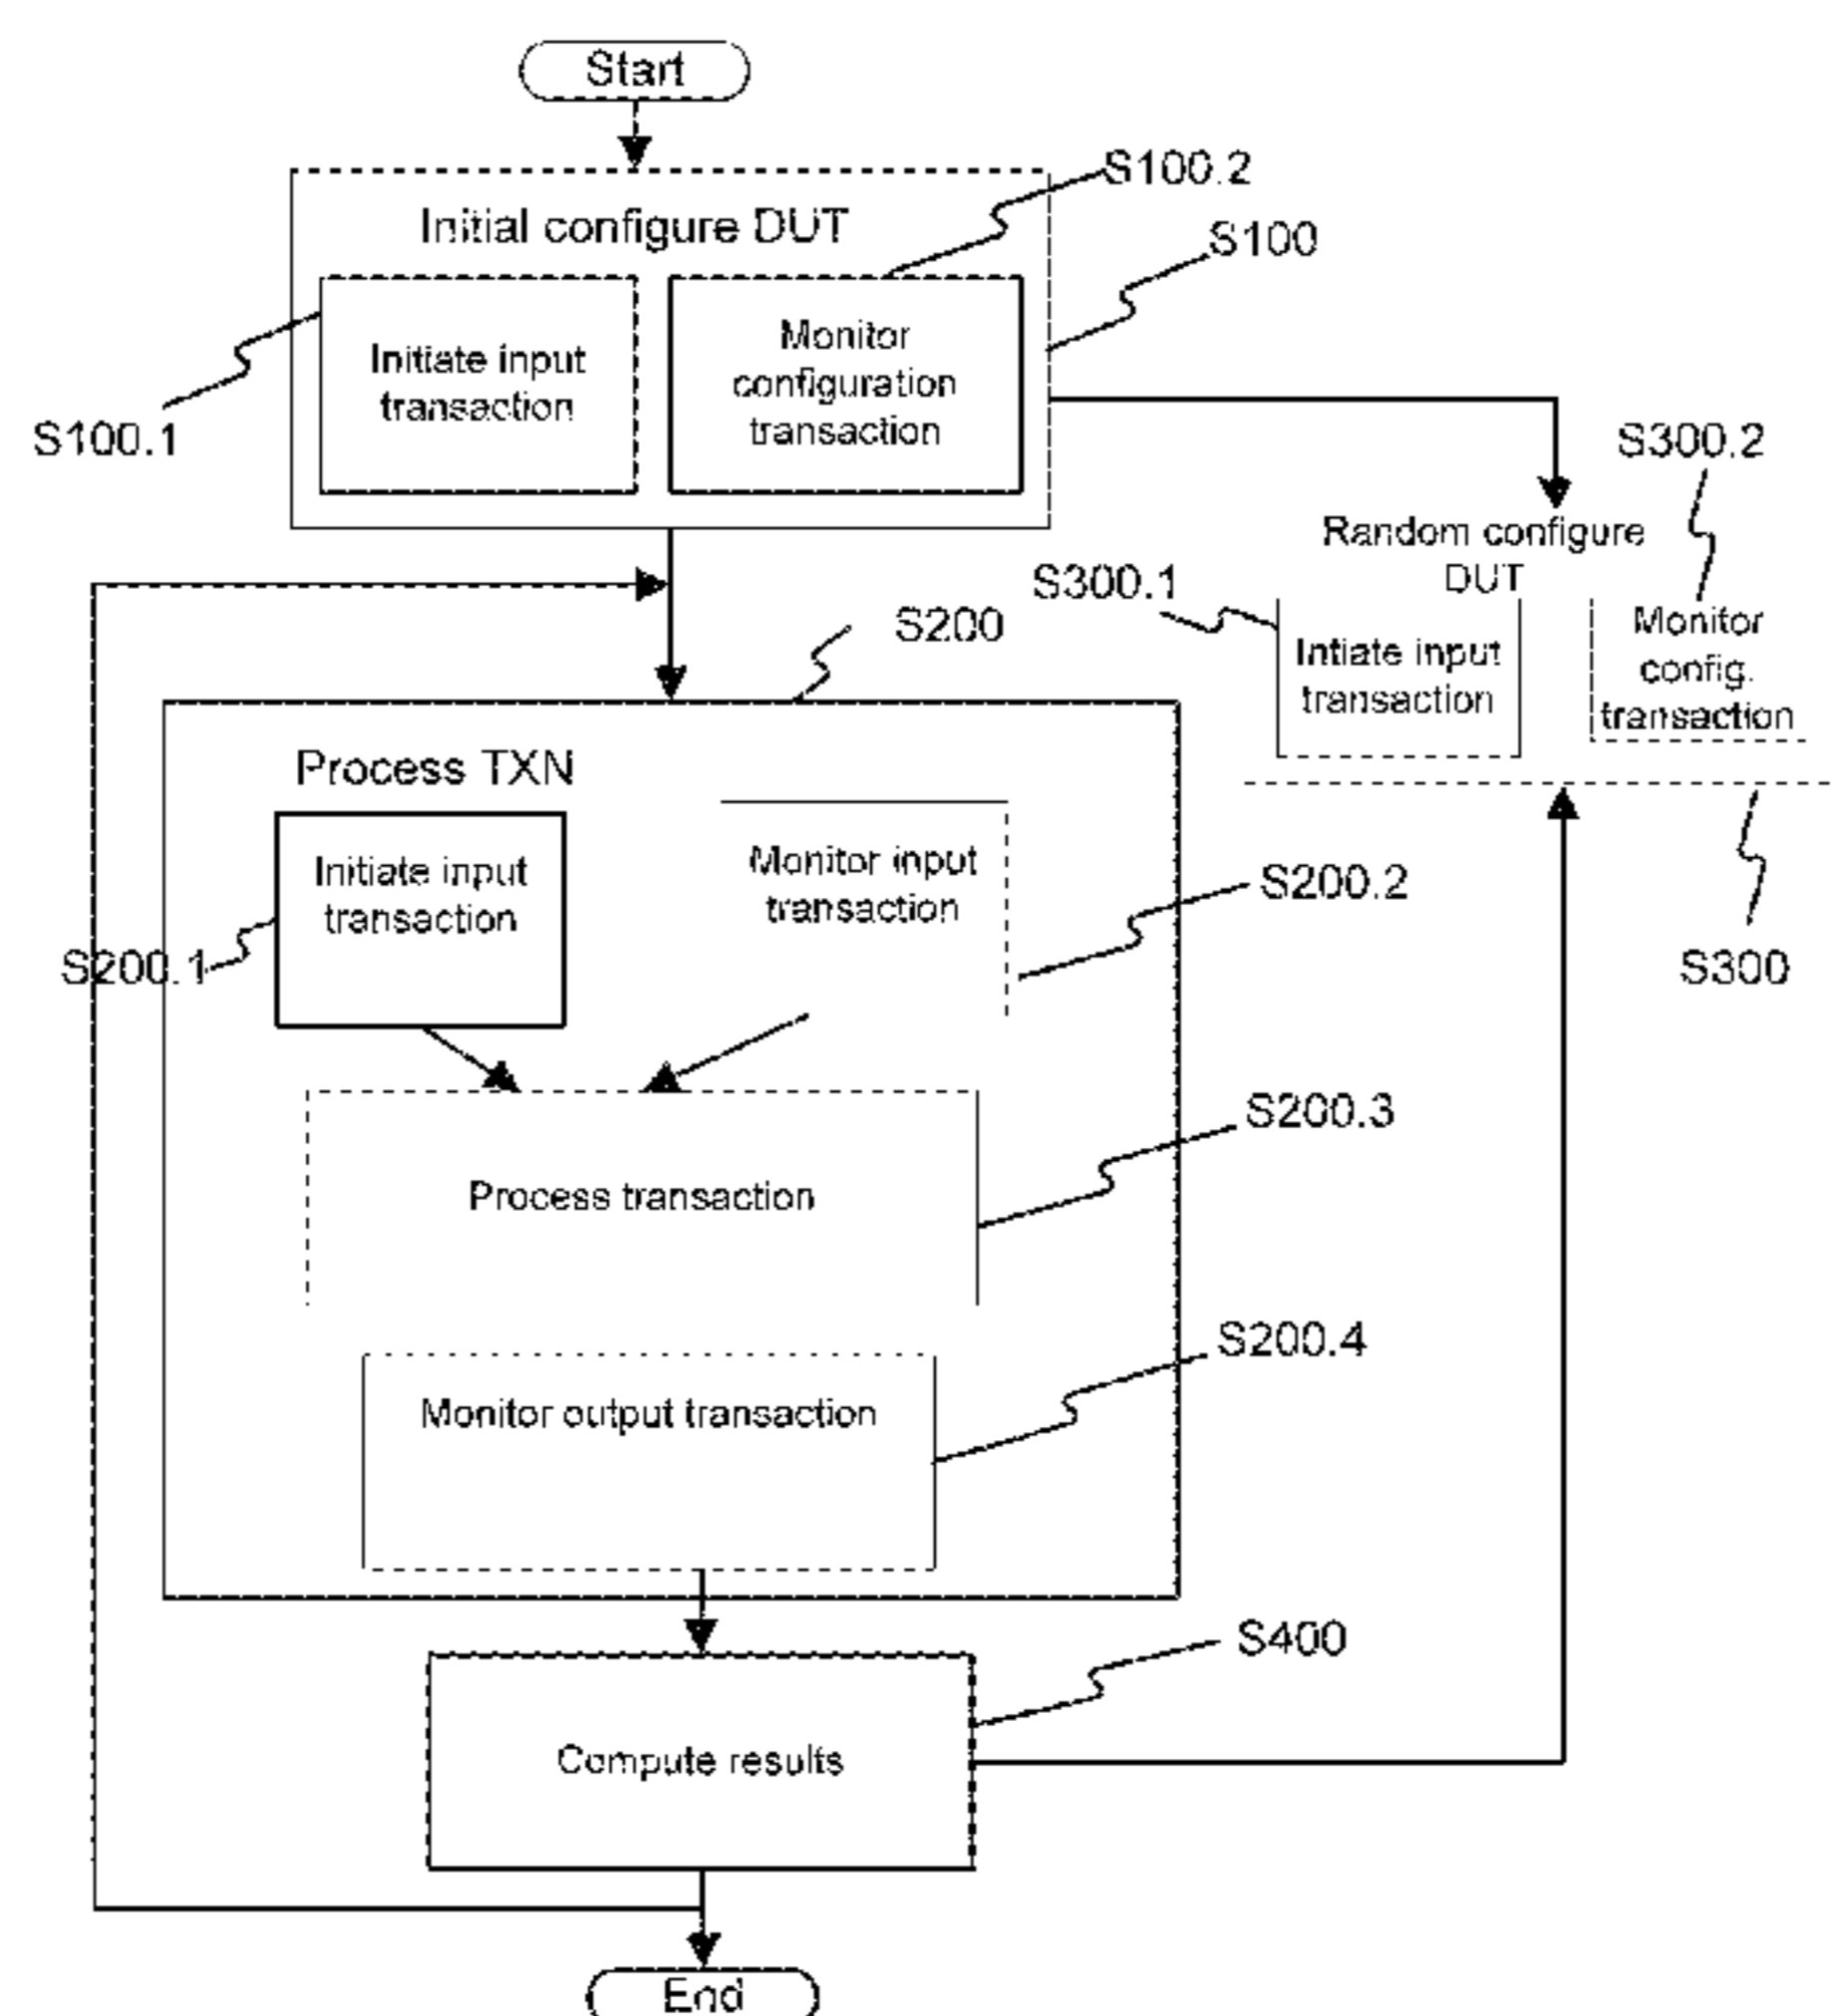 Start
S100.2
Initial configure DUT
S100
Initiate input
transaction
Monitor
configuration
transaction
S100.1
S300.2
Random configure
DUT
S300.1
Intiate input
transaction
Monitor
config.
transaction
S200
Process TXN
Initiate input
transaction
Monitor input
transaction
S200.2
S200.1
S300
S200.3
Process transaction
S200.4
Monitor output transaction
S400
Compute results
End